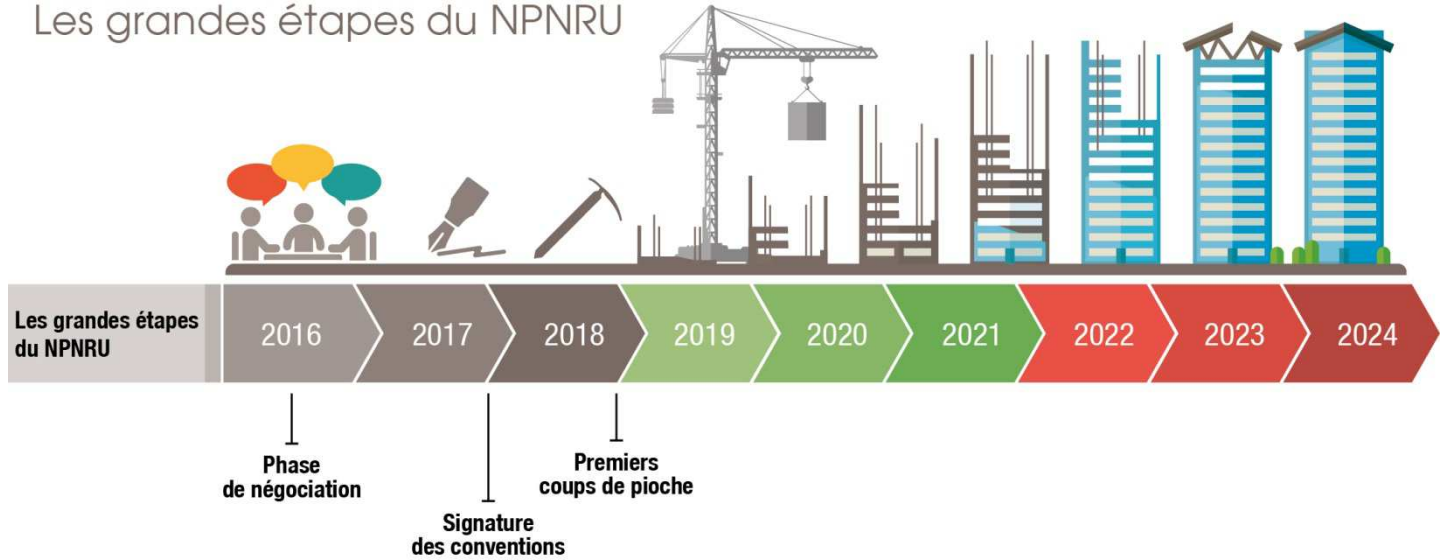 Les grandes étapes du NPNRU
Les grandes étapes
du NPNRU
2016
2017
2018
2019
2020
2021
2022
2023
2024
Phase
de négociation
Signature
des conventions
Premiers
coups de pioche